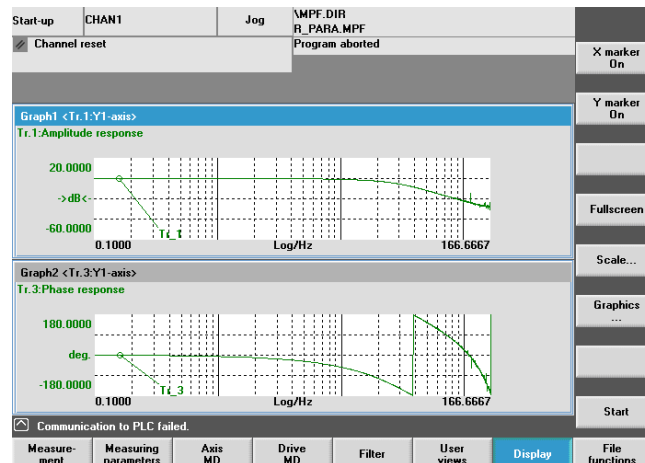 Start-up CHAN1 Jog \MPF.DIR
R_PARA.MPF
Channel reset Program aborted
X marker
On
Y marker
On
Graph1 <Tr.1:Y1-axis>
Tr.1:Amplitude response
20.0000
->dB<-
-60.0000
Tr_1
0.1000 Log/Hz 166.6667
Fullscreen
Scale...
Graph2 <Tr.3:Y1-axis>
Tr.3:Phase response
180.0000
deg.
-180.0000
Tr_3
0.1000 Log/Hz 166.6667
Graphics
...
Start
Communication to PLC failed.
Measure-
ment
Measuring
parameters
Axis
MD
Drive
MD
Filter
User
views
Display
File
functions